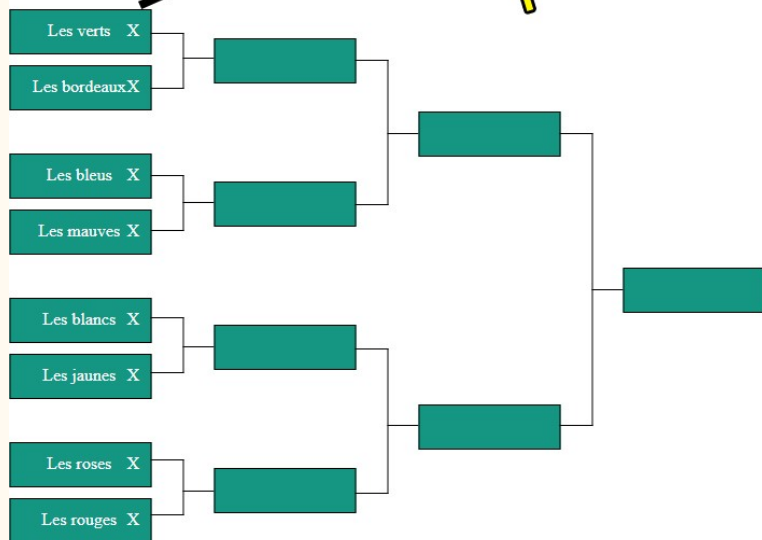 Les verts X
Les bordeauxX
Les bleus X
Les mauves X
Les blancs X
Les jaunes X
Les roses X
Les rouges X